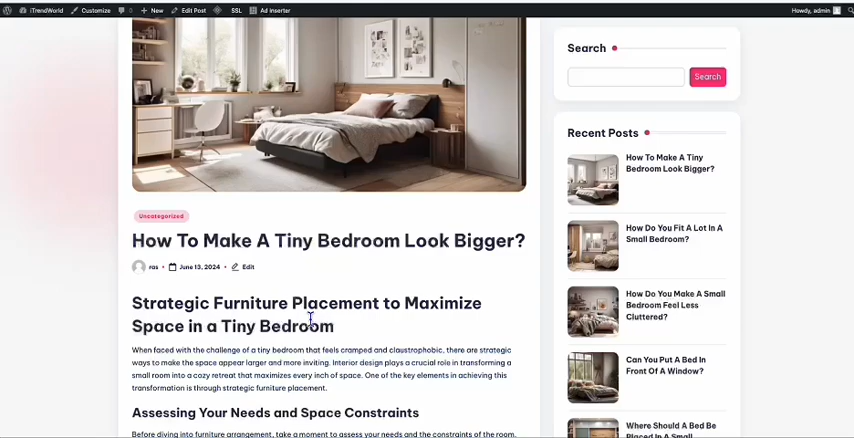 iTrendWorld Customize 0 New Edit Post SSL Ad Inserter Howdy, admin
Uncategorized
How To Make A Tiny Bedroom Look Bigger?
ras • June 13, 2024 • Edit
Strategic Furniture Placement to Maximize
Space in a Tiny Bedroom
When faced with the challenge of a tiny bedroom that feels cramped and claustrophobic, there are strategic
ways to make the space appear larger and more inviting. Interior design plays a crucial role in transforming a
small room into a cozy retreat that maximizes every inch of space. One of the key elements in achieving this
transformation is through strategic furniture placement.
Assessing Your Needs and Space Constraints
Before diving into furniture arrangement, take a moment to assess your needs and the constraints of the room.
Search
Search
Recent Posts
How To Make A Tiny
Bedroom Look Bigger?
How Do You Fit A Lot In A
Small Bedroom?
How Do You Make A Small
Bedroom Feel Less
Cluttered?
Can You Put A Bed In
Front Of A Window?
Where Should A Bed Be
Placed In A Small